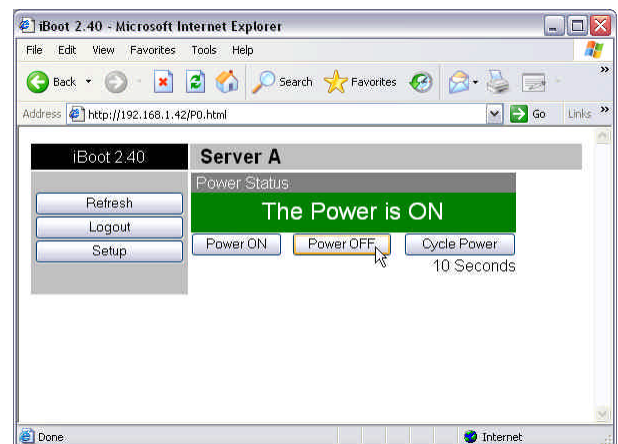 iBoot 2.40 - Microsoft Internet Explorer
File Edit View Favorites Tools Help
Back Search Favorites »
Address http://192.168.1.42/P0.html Go Links »
iBoot 2.40 Server A
Power Status
Refresh The Power is ON
Logout
Setup Power ON Power OFF Cycle Power
10 Seconds
Done Internet